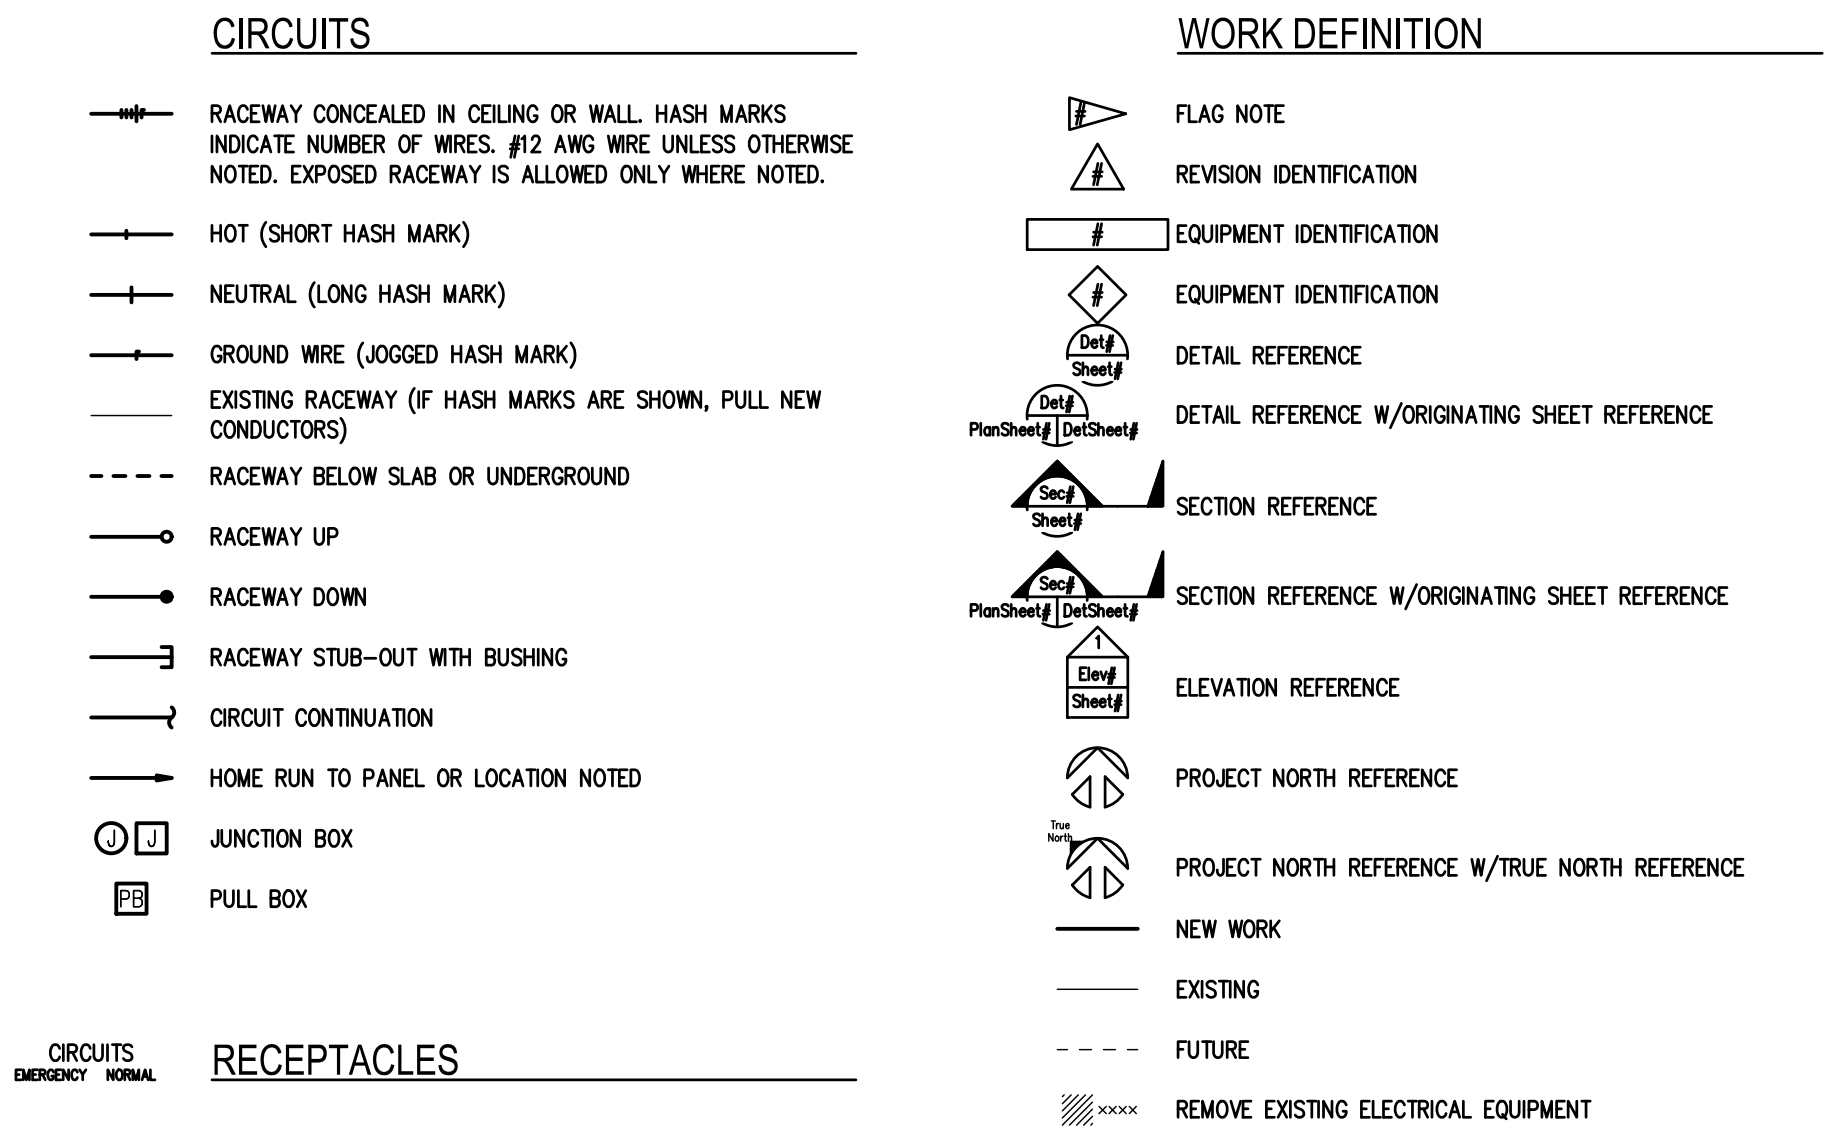 CIRCUITS
RACEWAY CONCEALED IN CEILING OR WALL. HASH MARKS
INDICATE NUMBER OF WIRES. #12 AWG WIRE UNLESS OTHERWISE
NOTED. EXPOSED RACEWAY IS ALLOWED ONLY WHERE NOTED.
HOT (SHORT HASH MARK)
NEUTRAL (LONG HASH MARK)
GROUND WIRE (JOGGED HASH MARK)
EXISTING RACEWAY (IF HASH MARKS ARE SHOWN, PULL NEW
CONDUCTORS)
RACEWAY BELOW SLAB OR UNDERGROUND
RACEWAY UP
RACEWAY DOWN
RACEWAY STUB-OUT WITH BUSHING
CIRCUIT CONTINUATION
HOME RUN TO PANEL OR LOCATION NOTED
J J JUNCTION BOX
PB PULL BOX
CIRCUITS
EMERGENCY NORMAL
RECEPTACLES
WORK DEFINITION
# FLAG NOTE
# REVISION IDENTIFICATION
# EQUIPMENT IDENTIFICATION
# EQUIPMENT IDENTIFICATION
Det#
Sheet#
DETAIL REFERENCE
Det#
PlanSheet# DetSheet#
DETAIL REFERENCE W/ORIGINATING SHEET REFERENCE
Sec#
Sheet#
SECTION REFERENCE
Sec#
PlanSheet# DetSheet#
SECTION REFERENCE W/ORIGINATING SHEET REFERENCE
1
Elev#
Sheet#
ELEVATION REFERENCE
PROJECT NORTH REFERENCE
True
North
PROJECT NORTH REFERENCE W/TRUE NORTH REFERENCE
NEW WORK
EXISTING
FUTURE
xxxx REMOVE EXISTING ELECTRICAL EQUIPMENT